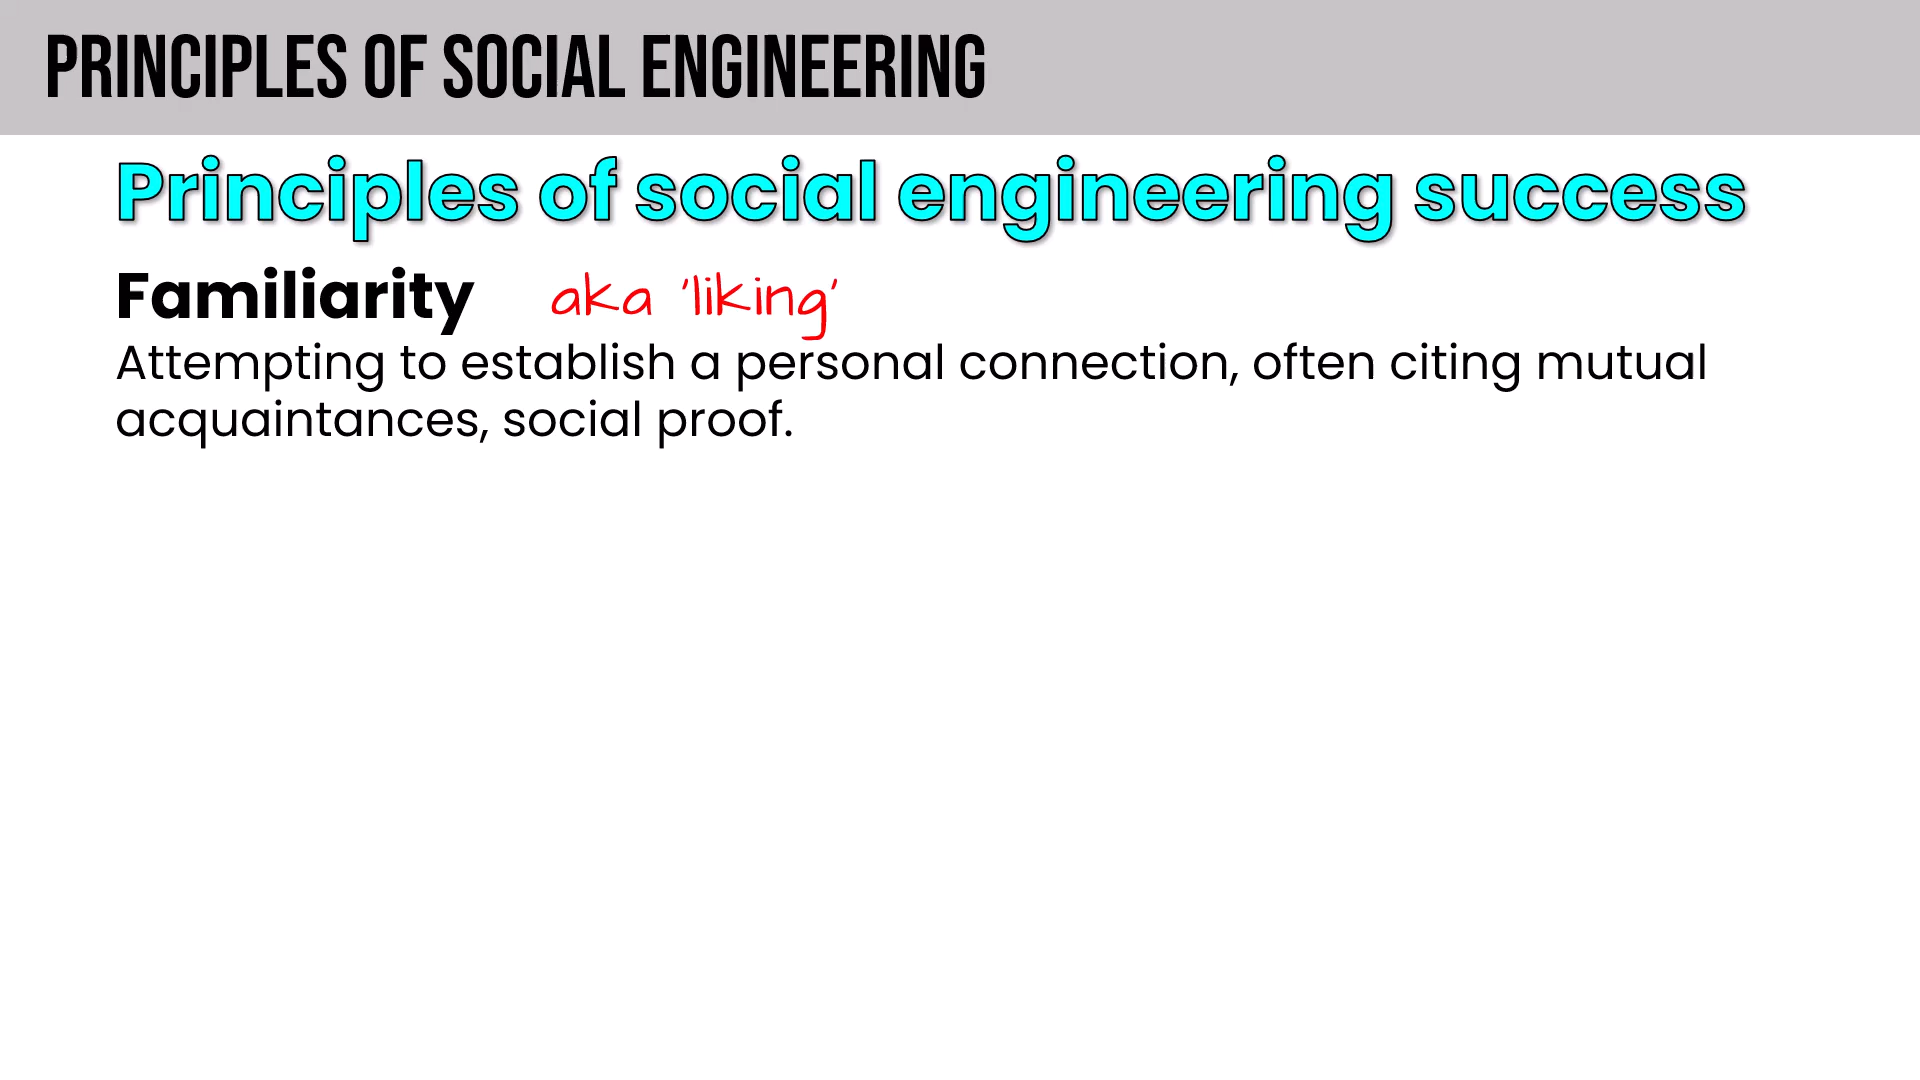 PRINCIPLES OF SOCIAL ENGINEERING
Principles of social engineering success
Familiarity aka 'liking'
Attempting to establish a personal connection, often citing mutual
acquaintances, social proof.